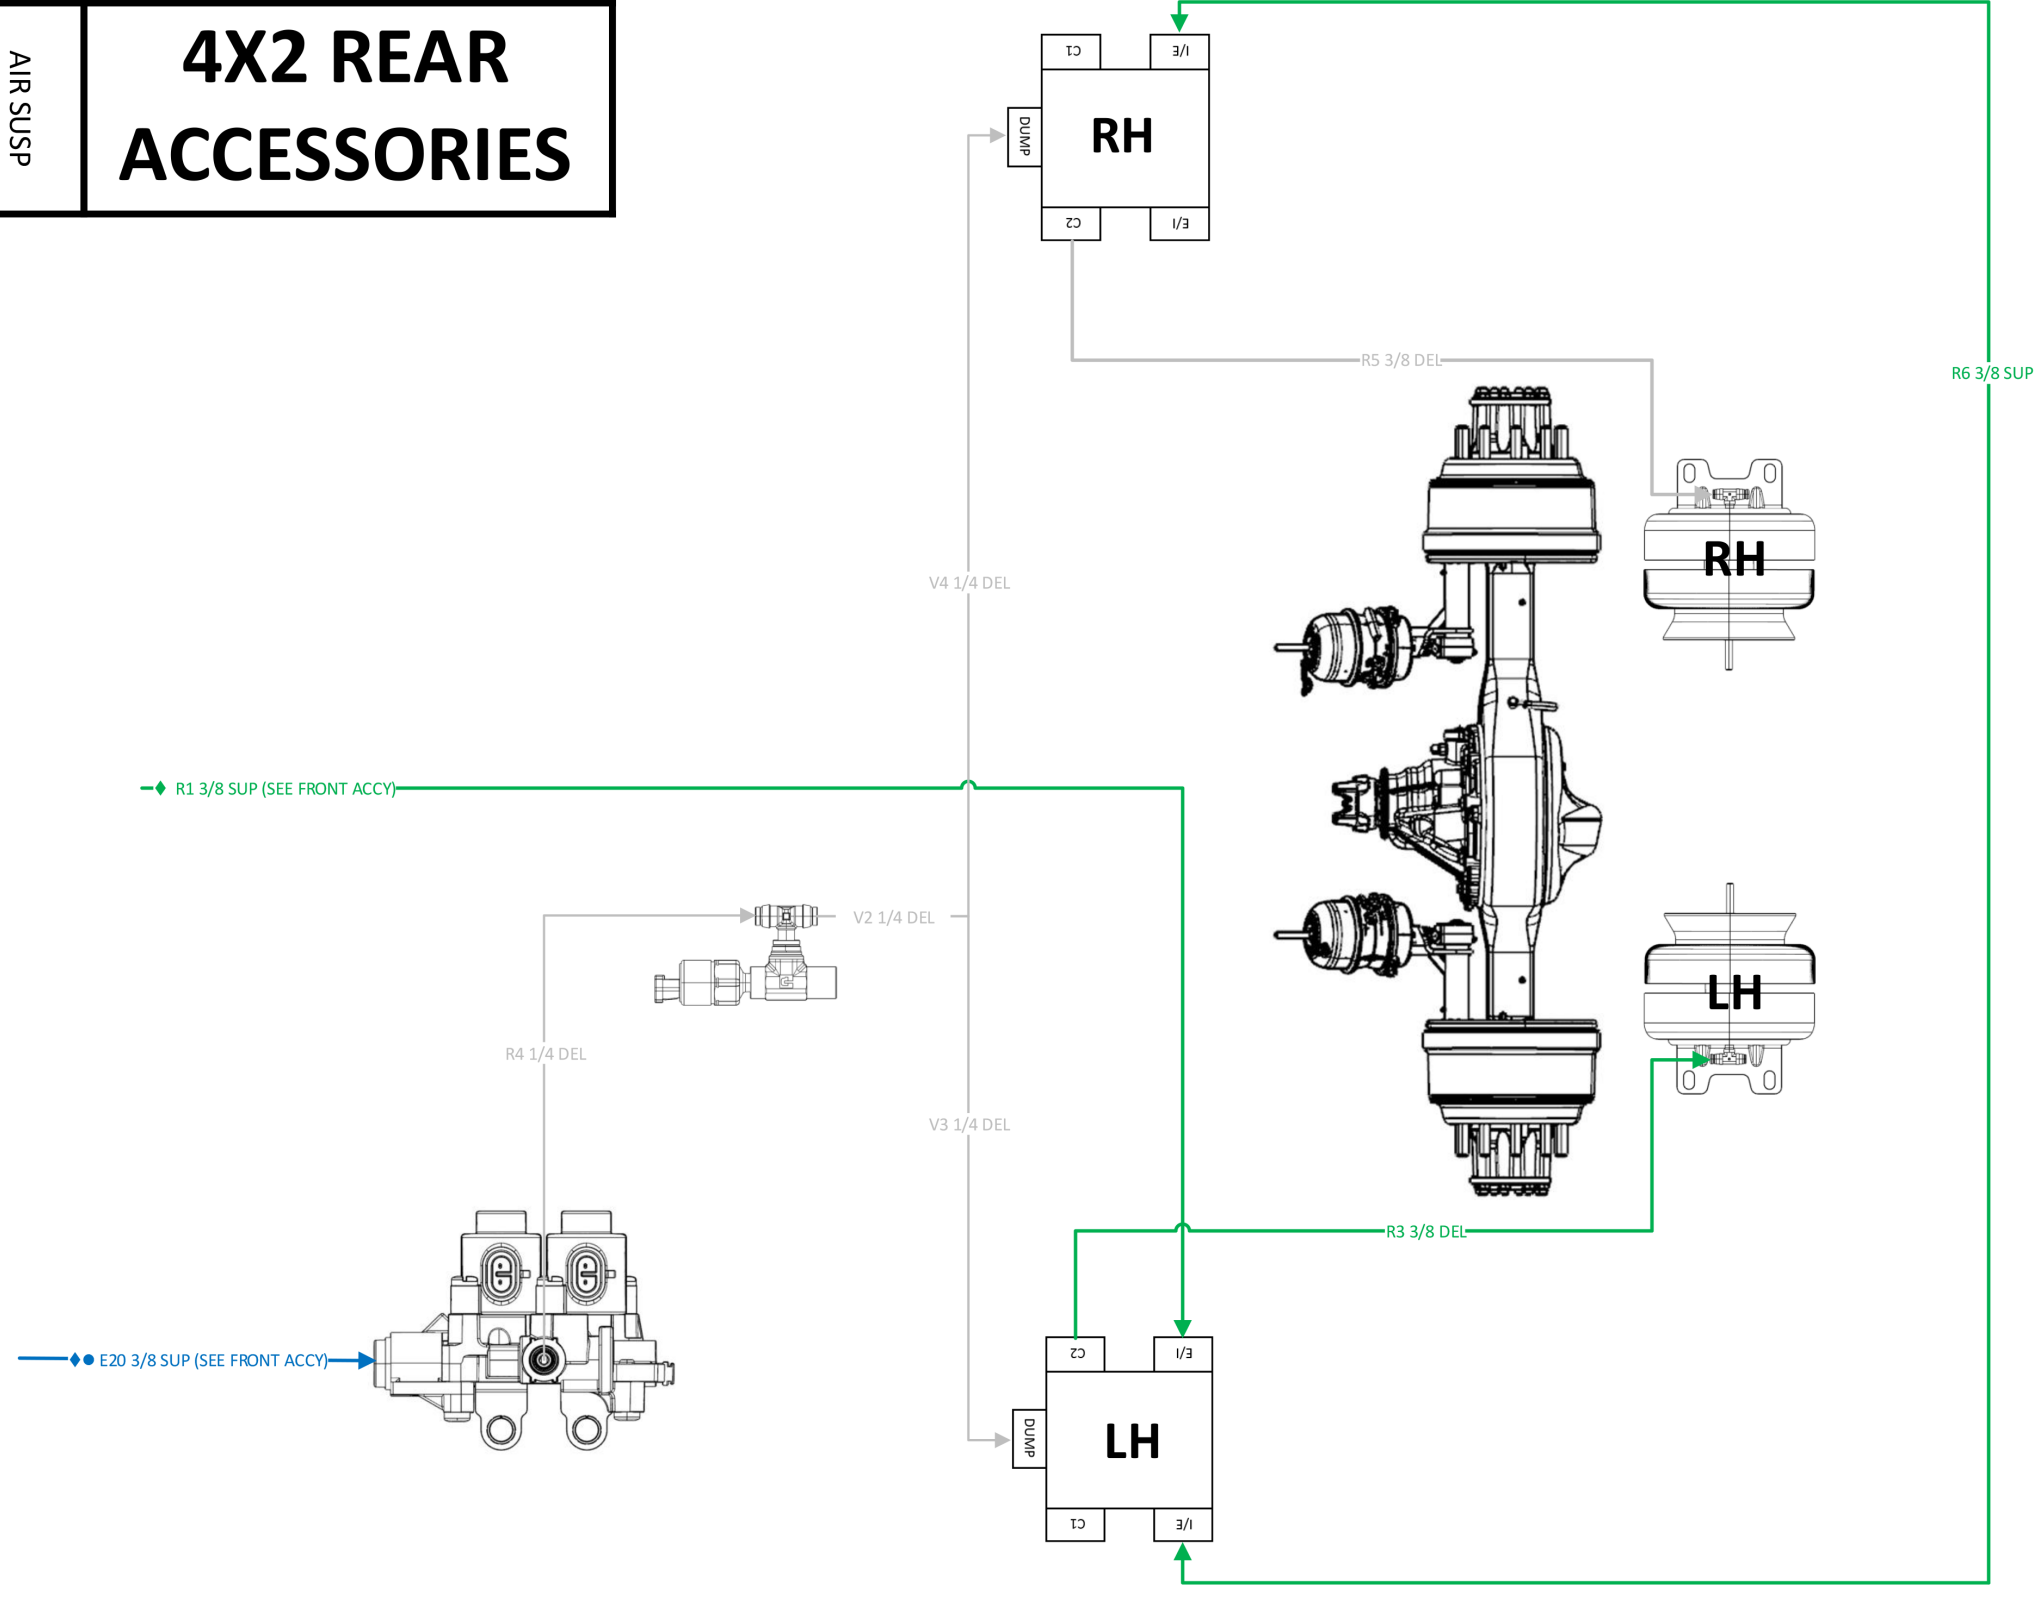 AIR SUSP
4X2 REAR
ACCESSORIES
C1
I/E
DUMP
RH
C2
E/I
R5 3/8 DEL
R6 3/8 SUP
RH
V4 1/4 DEL
R1 3/8 SUP (SEE FRONT ACCY)
V2 1/4 DEL
LH
R4 1/4 DEL
V3 1/4 DEL
R3 3/8 DEL
E20 3/8 SUP (SEE FRONT ACCY)
C2
E/I
DUMP
LH
C1
I/E